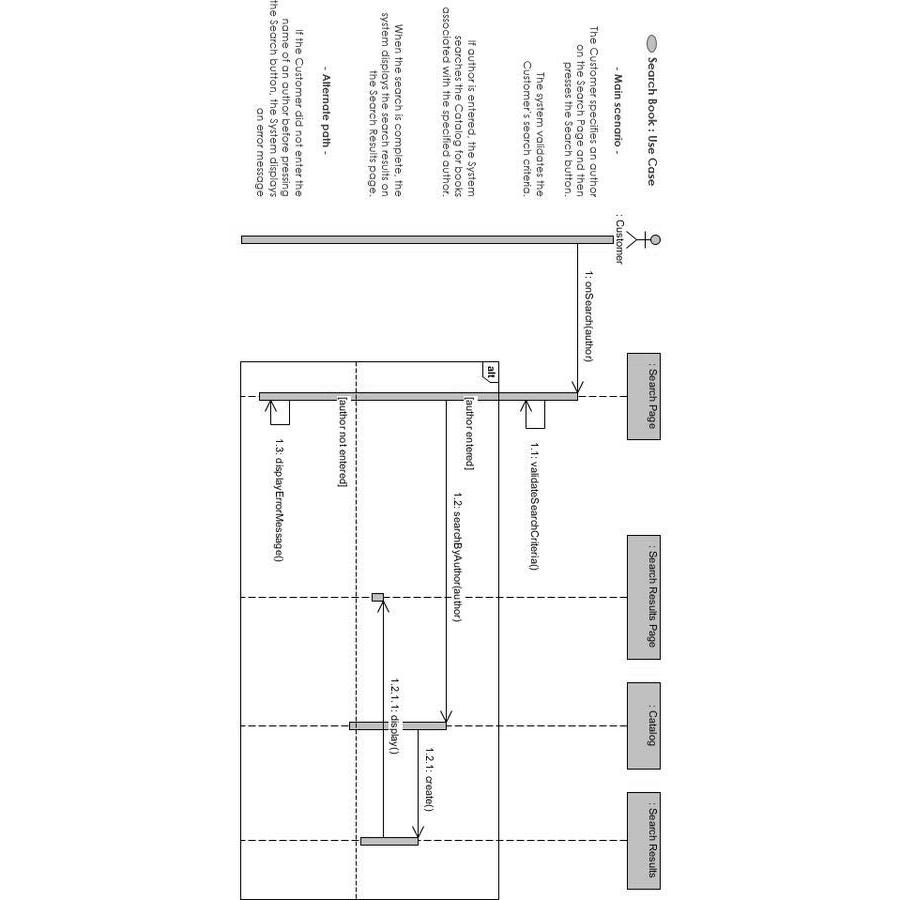 Search Book : Use Case
- Main scenario -
The Customer specifies an author
on the Search Page and then
presses the Search button.
The system validates the
Customer's search criteria.
If author is entered, the System
searches the Catalog for books
associated with the specified author.
When the search is complete, the
system displays the search results on
the Search Results page.
- Alternate path -
If the Customer did not enter the
name of an author before pressing
the Search button, the System displays
an error message
: Customer
: Search Page
: Search Results Page
: Catalog
: Search Results
1: onSearch(author)
1.1: validateSearchCriteria()
alt
[author entered]
1.2: searchByAuthor(author)
1.2.1: create()
1.2.1.1: display()
[author not entered]
1.3: displayErrorMessage()